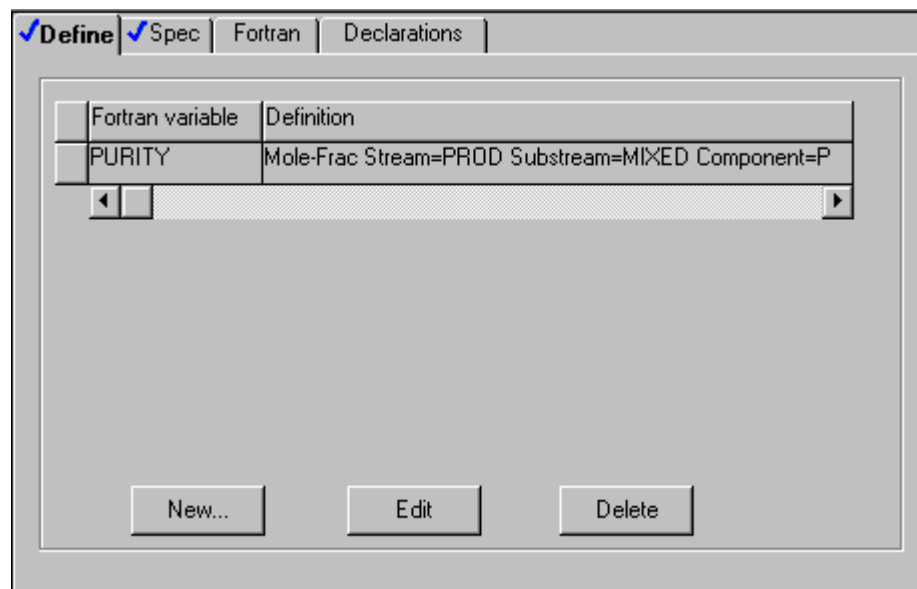 Define Spec Fortran Declarations
Fortran variable Definition
PURITY Mole-Frac Stream=PROD Substream=MIXED Component=P
New... Edit Delete